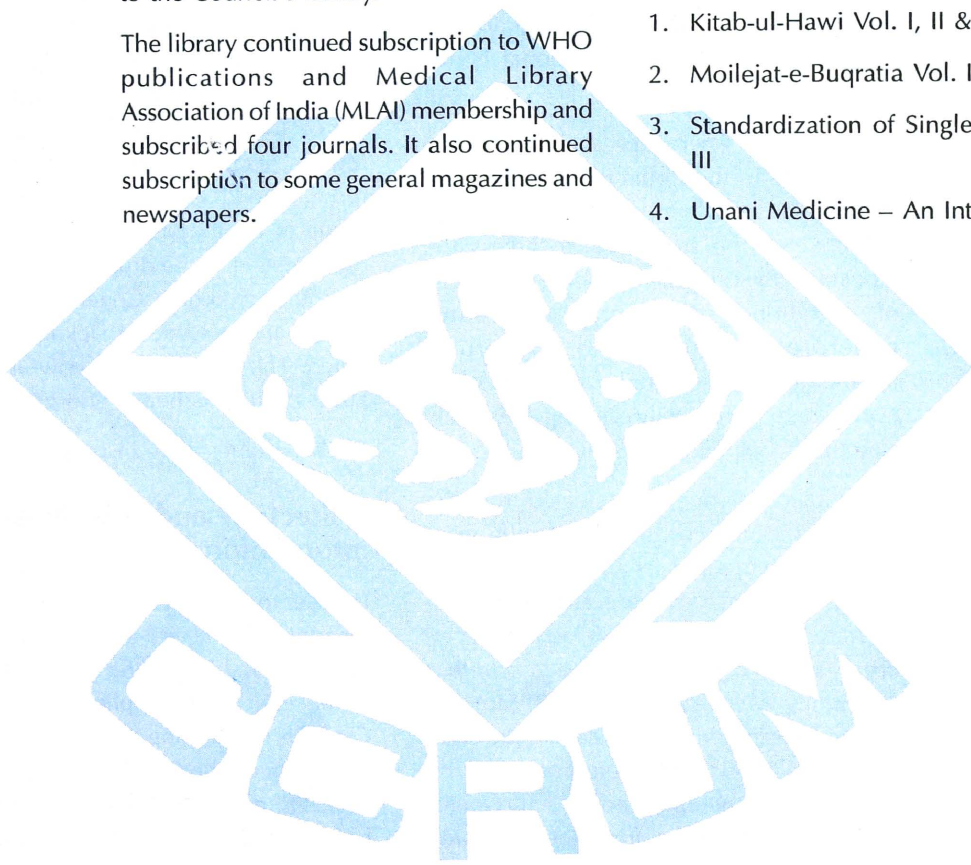 The library continued subscription to WHO
publications and Medical Library
Association of India (MLAI) membership and
subscribed four journals. It also continued
subscription to some general magazines and
newspapers.
1. Kitab-ul-Hawi Vol. I, II &
2. Moilejat-e-Buqratia Vol. I
3. Standardization of Single
III
4. Unani Medicine – An Int
CCRUM